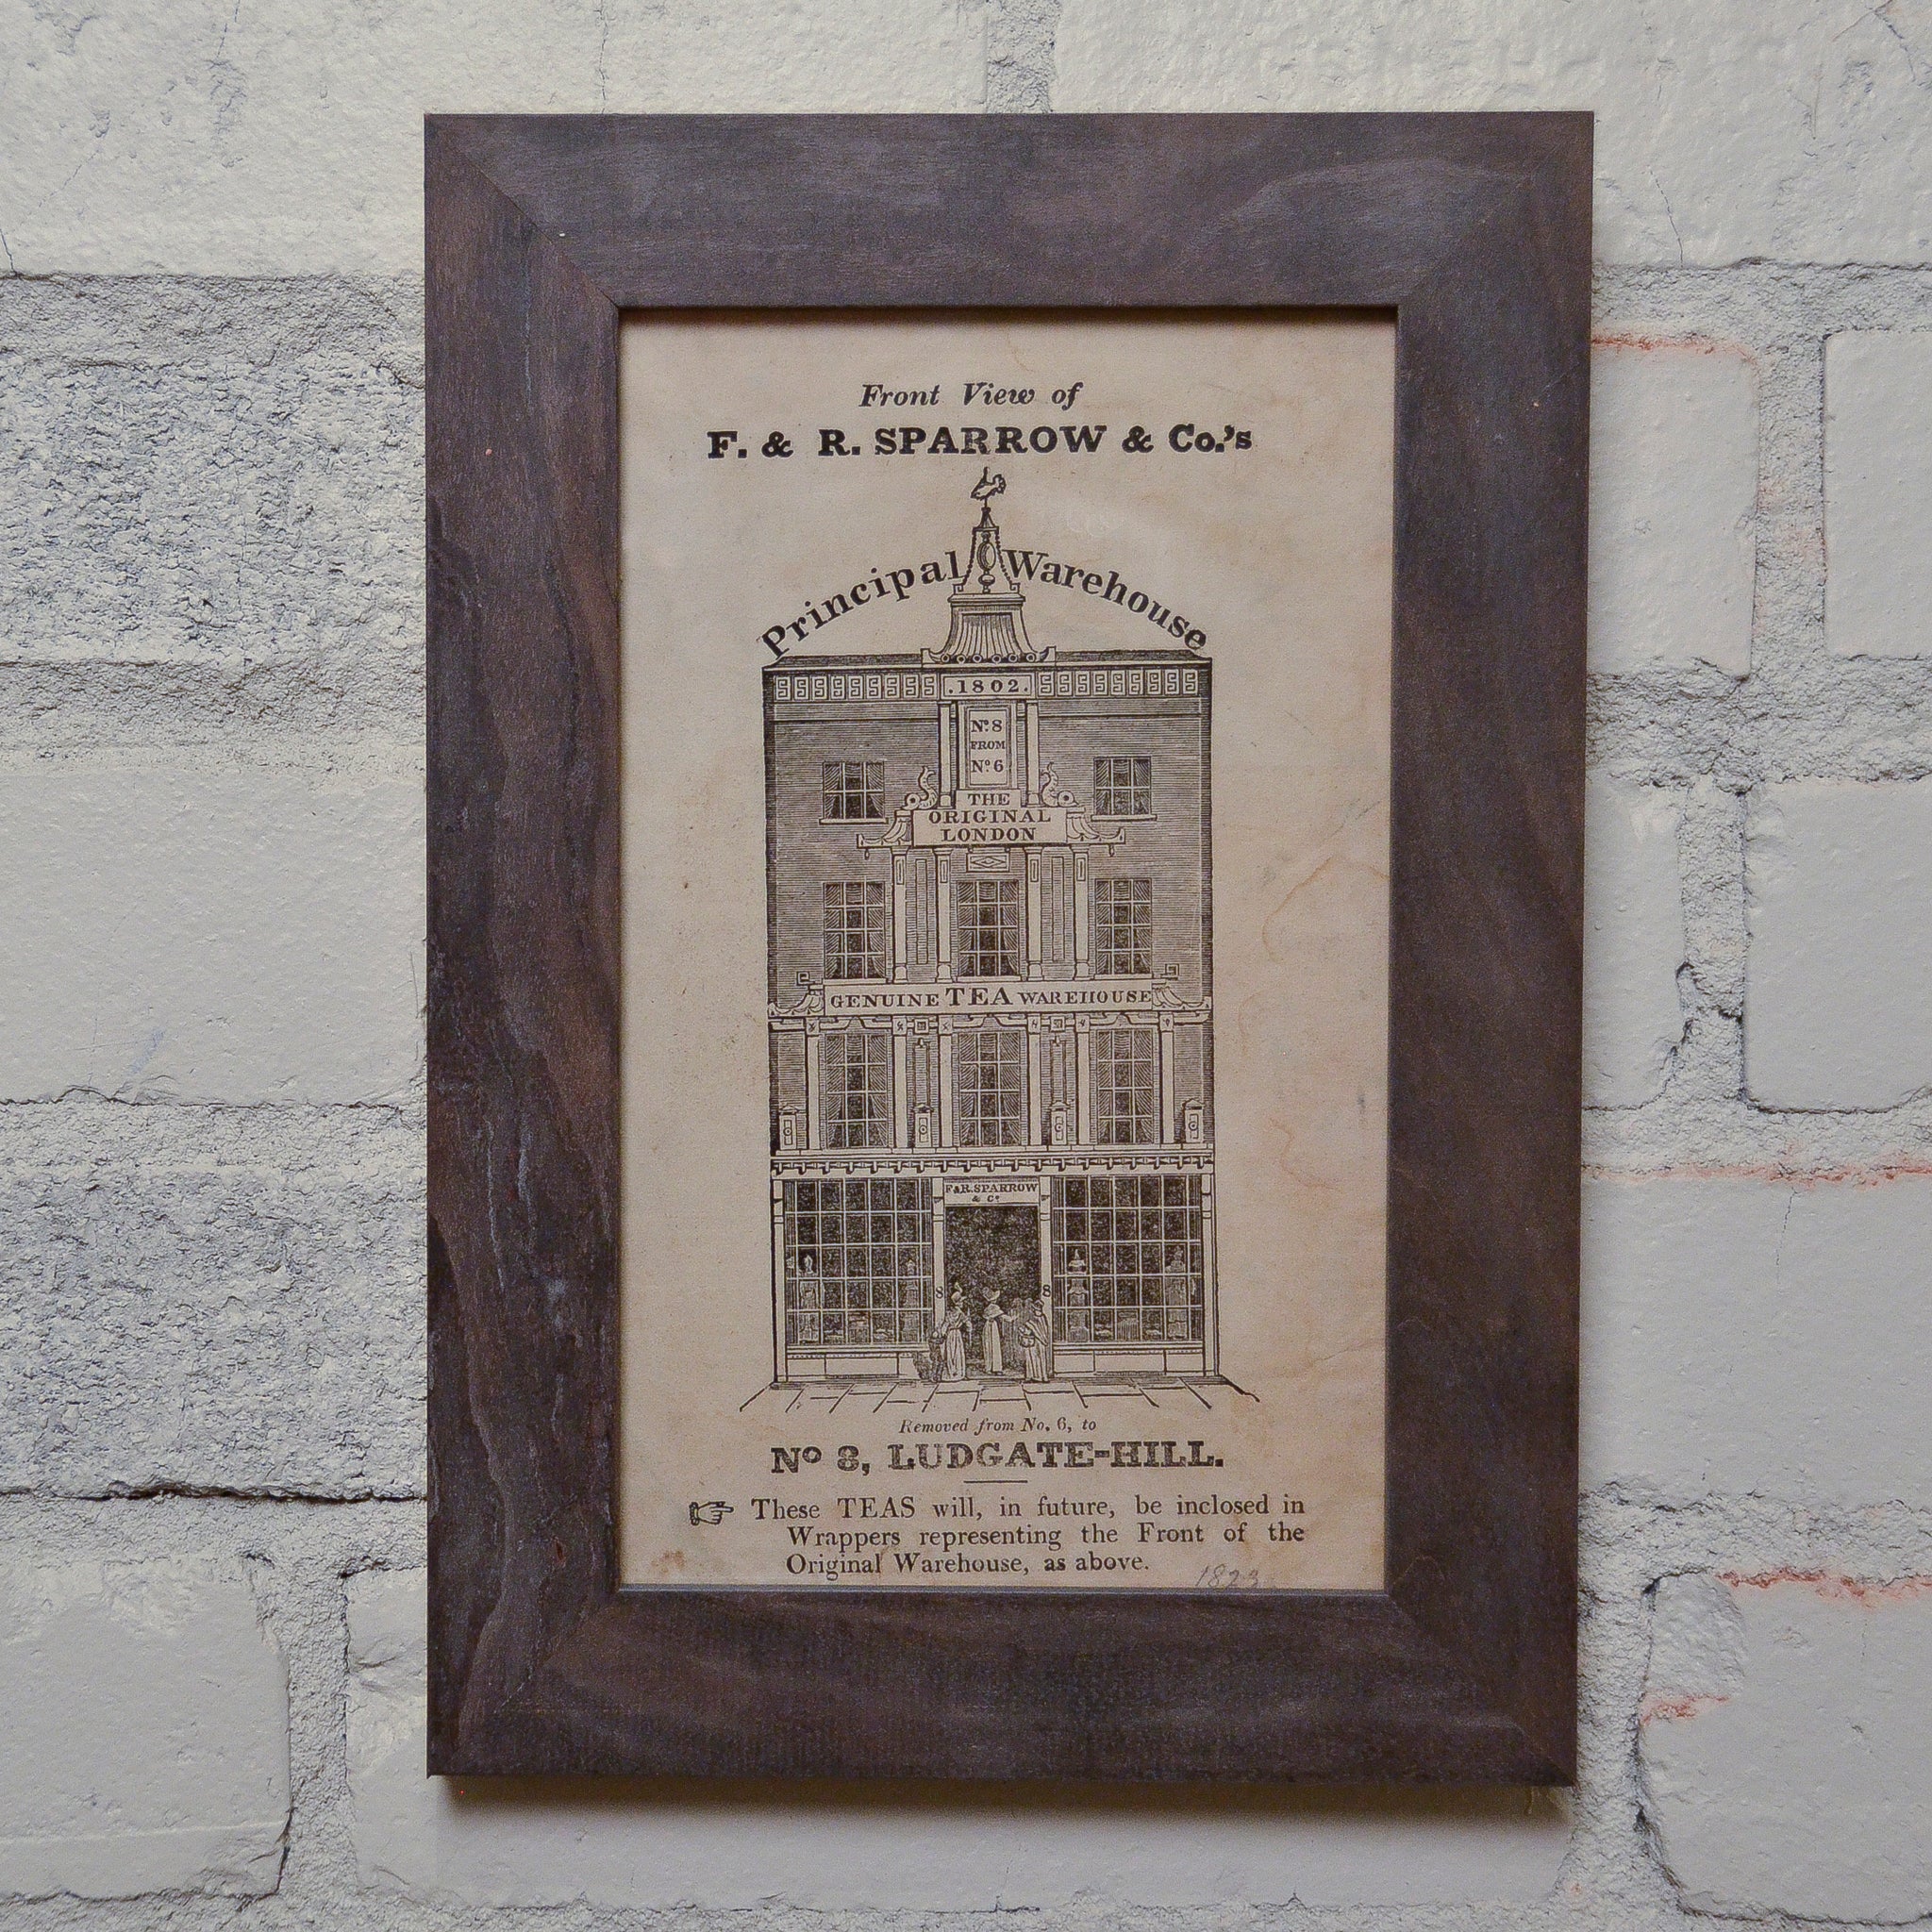 Front View of
F. & R. SPARROW & Co.'s
Principal Warehouse
.1802.
No. 8
FROM
No. 6
THE
ORIGINAL
LONDON
GENUINE TEA WAREHOUSE
F&R. SPARROW
& Co
8 8
Removed from No. 6, to
No 8, LUDGATE-HILL.
☞ These TEAS will, in future, be inclosed in
Wrappers representing the Front of the
Original Warehouse, as above.
1823